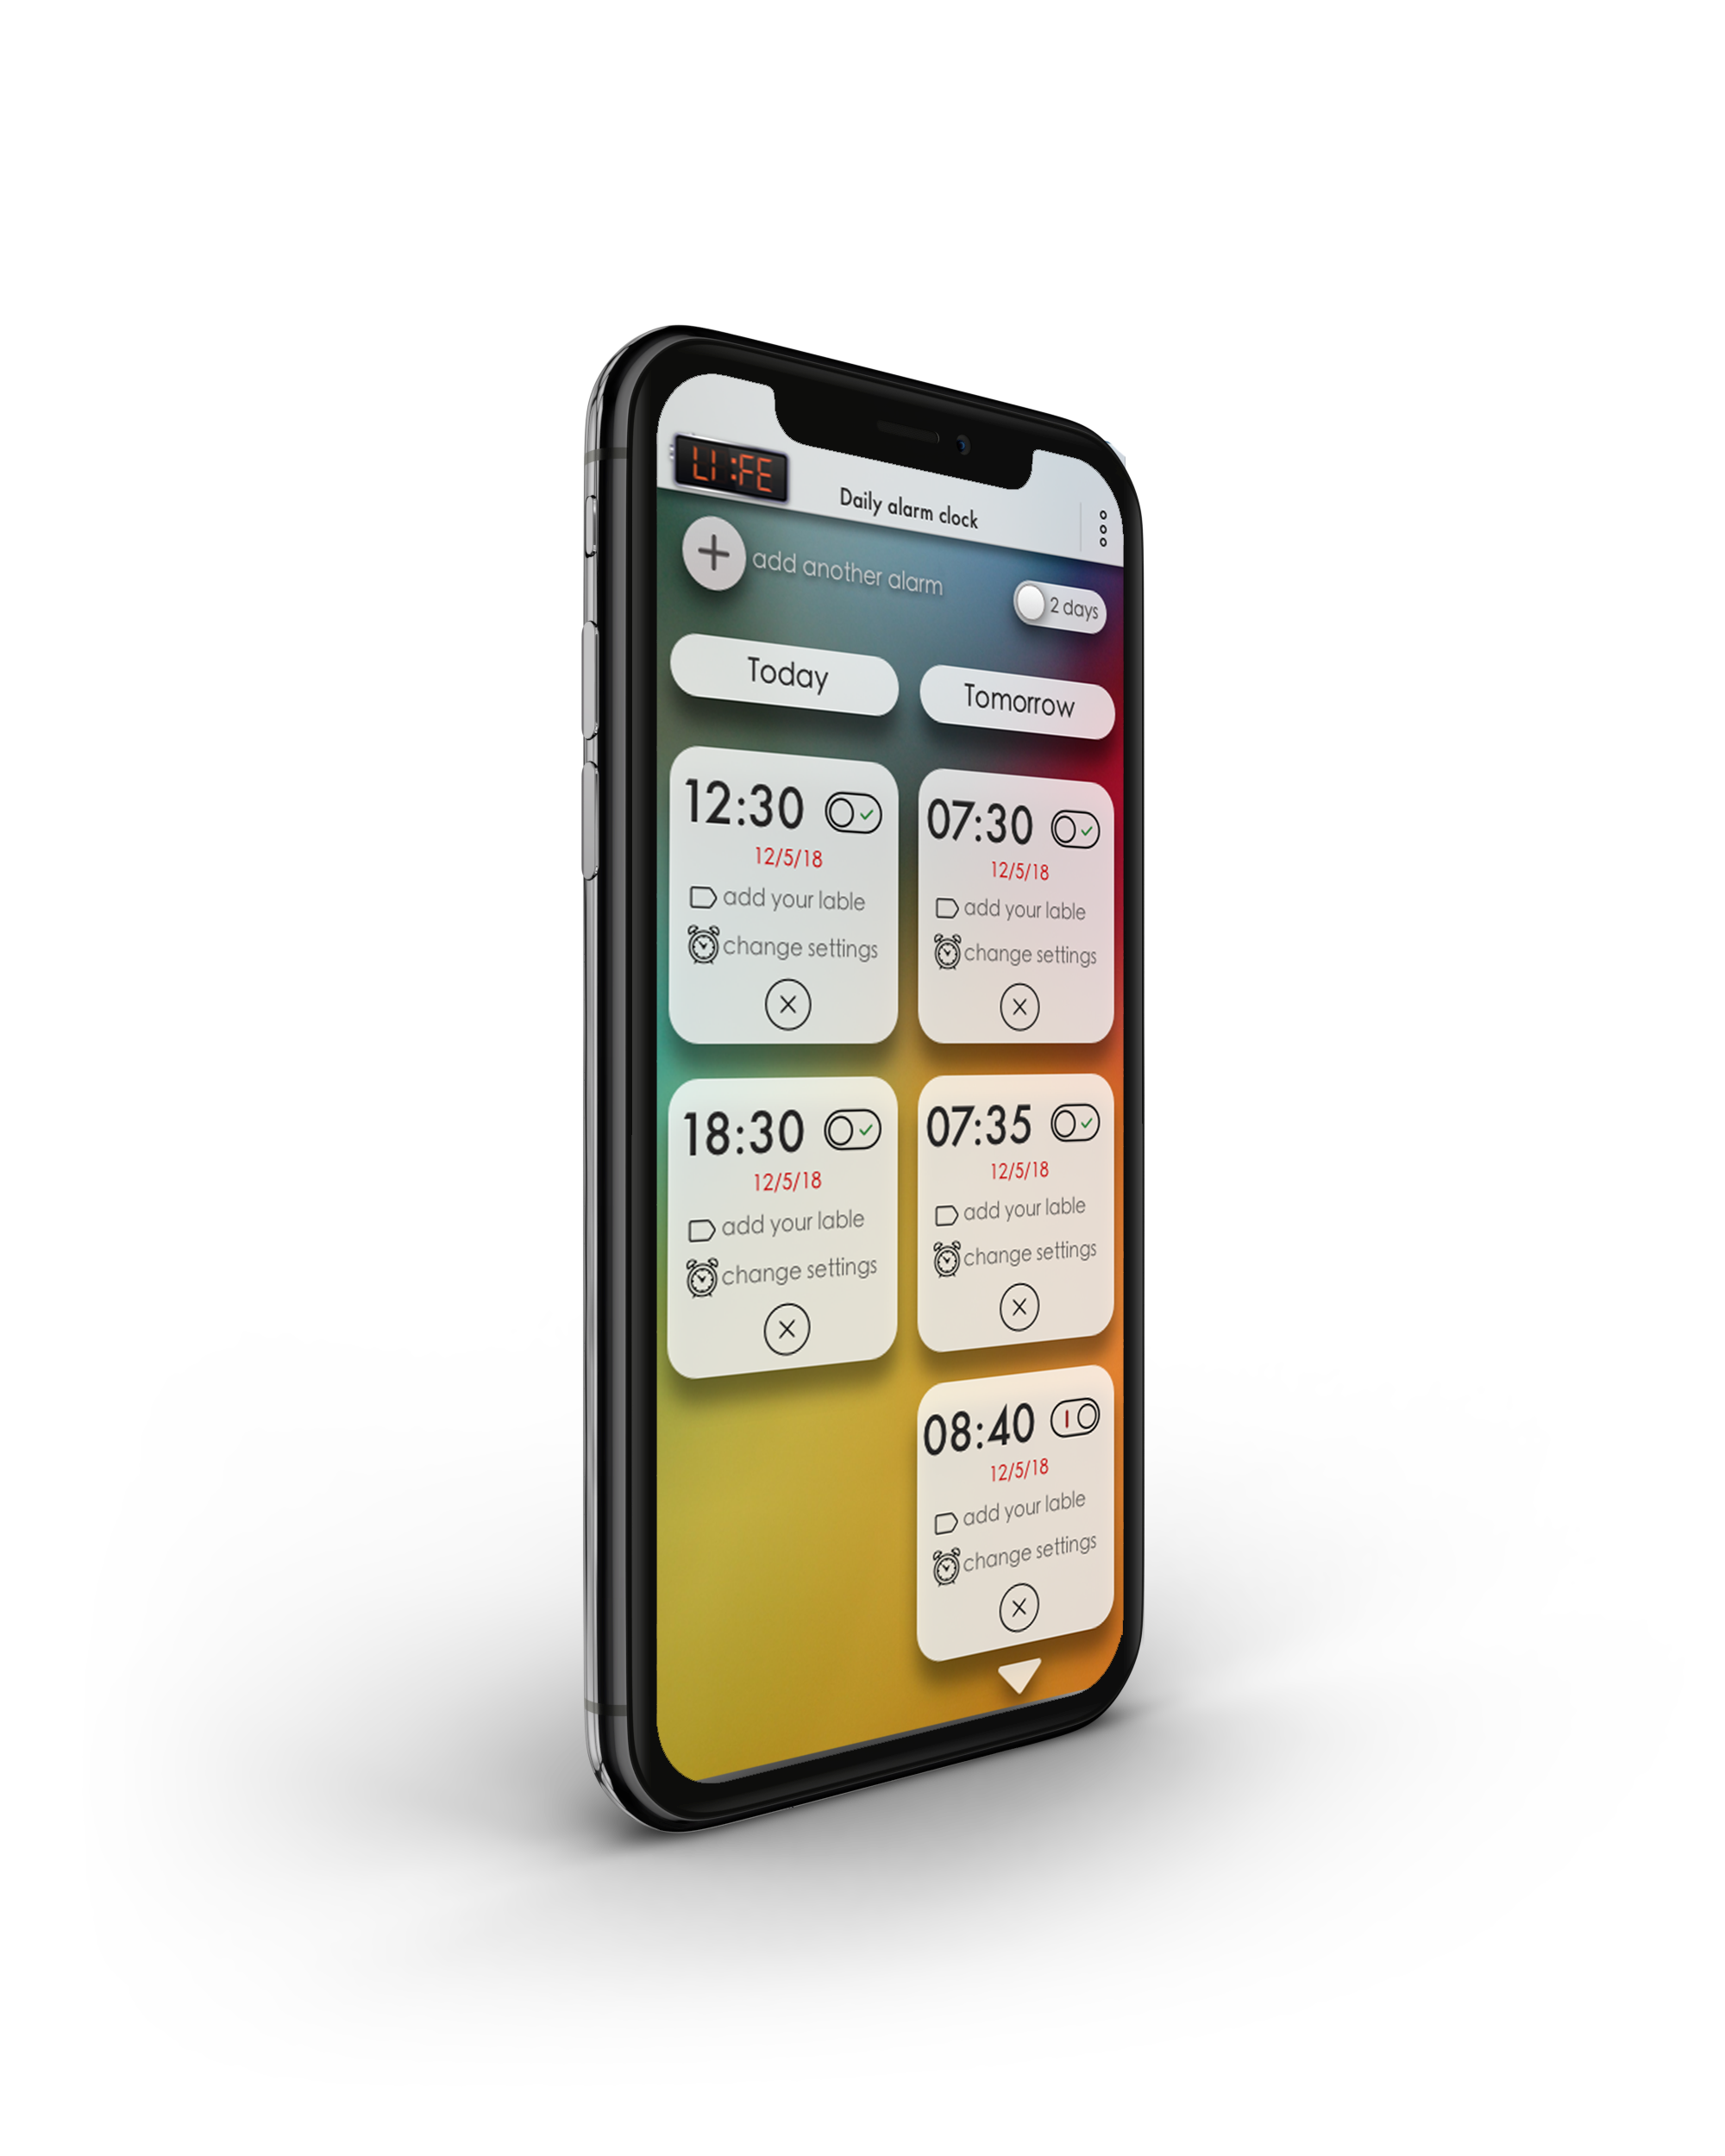 LI:FE
Daily alarm clock
add another alarm
2 days
Today
Tomorrow
12:30
12/5/18
add your lable
change settings
07:30
12/5/18
add your lable
change settings
18:30
12/5/18
add your lable
change settings
07:35
12/5/18
add your lable
change settings
08:40
12/5/18
add your lable
change settings